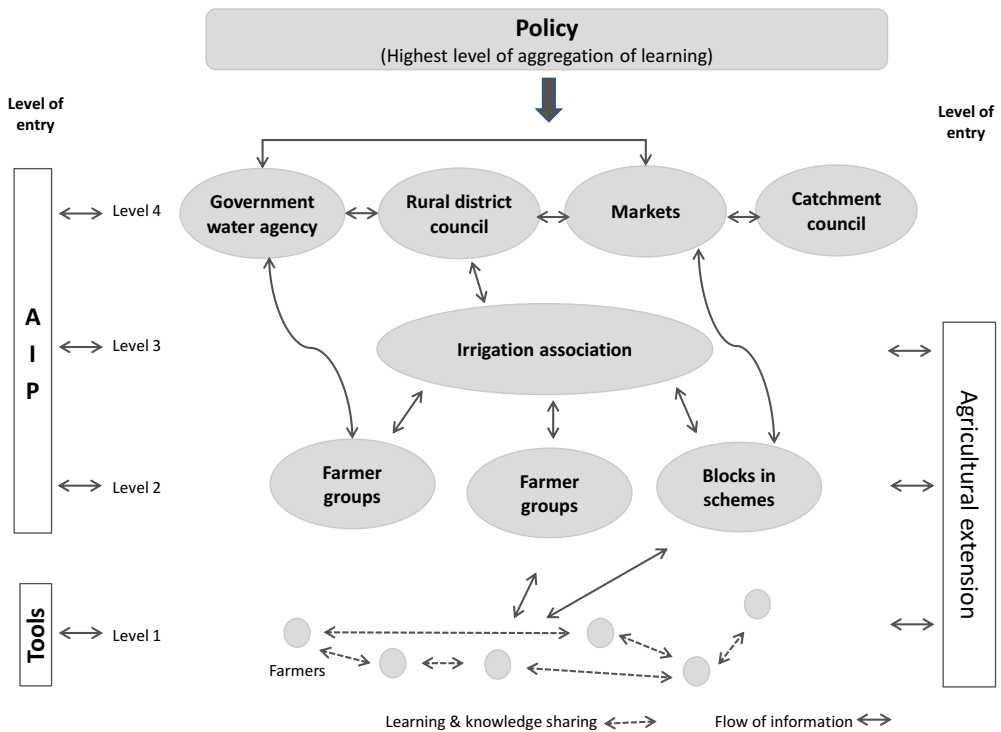 Policy
(Highest level of aggregation of learning)
Level of
entry
Level of
entry
Level 4
Government
water agency
Rural district
council
Markets
Catchment
council
A
I
P
Level 3
Irrigation association
Agricultural extension
Level 2
Farmer
groups
Farmer
groups
Blocks in
schemes
Tools
Level 1
Farmers
Learning & knowledge sharing
Flow of information